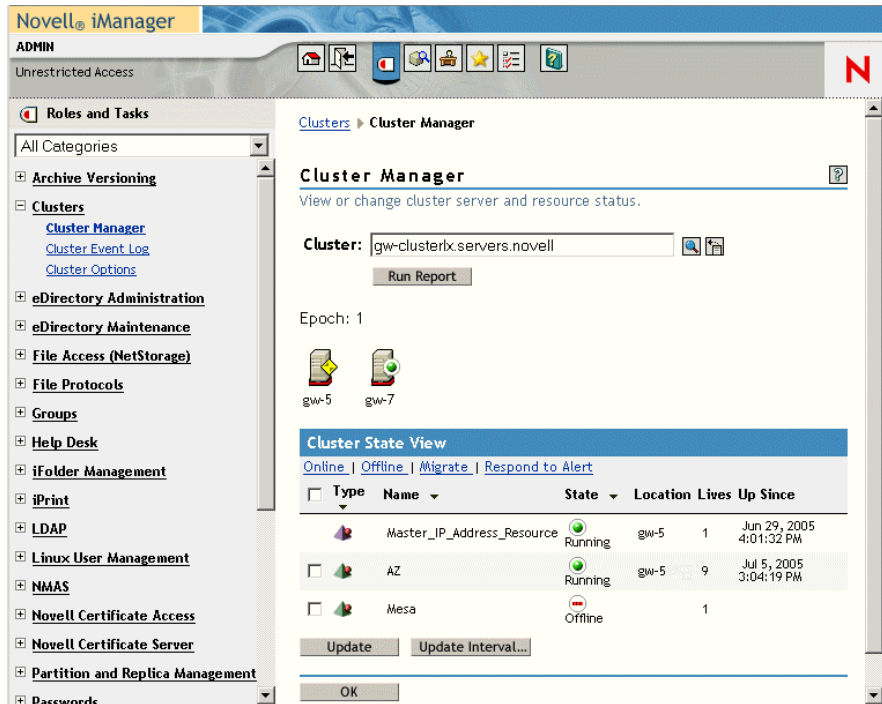 Novell® iManager
ADMIN
Unrestricted Access
N
Roles and Tasks
All Categories
Archive Versioning
Clusters
Cluster Manager
Cluster Event Log
Cluster Options
eDirectory Administration
eDirectory Maintenance
File Access (NetStorage)
File Protocols
Groups
Help Desk
iFolder Management
iPrint
LDAP
Linux User Management
NMAS
Novell Certificate Access
Novell Certificate Server
Partition and Replica Management
Passwords
Clusters Cluster Manager
Cluster Manager ?
View or change cluster server and resource status.
Cluster: gw-clusterlx.servers.novell
Run Report
Epoch: 1
gw-5 gw-7
Cluster State View
Online | Offline | Migrate | Respond to Alert
Type Name State Location Lives Up Since
Master_IP_Address_Resource Running gw-5 1 Jun 29, 2005 4:01:32 PM
AZ Running gw-5 9 Jul 5, 2005 3:04:19 PM
Mesa Offline 1
Update Update Interval...
OK